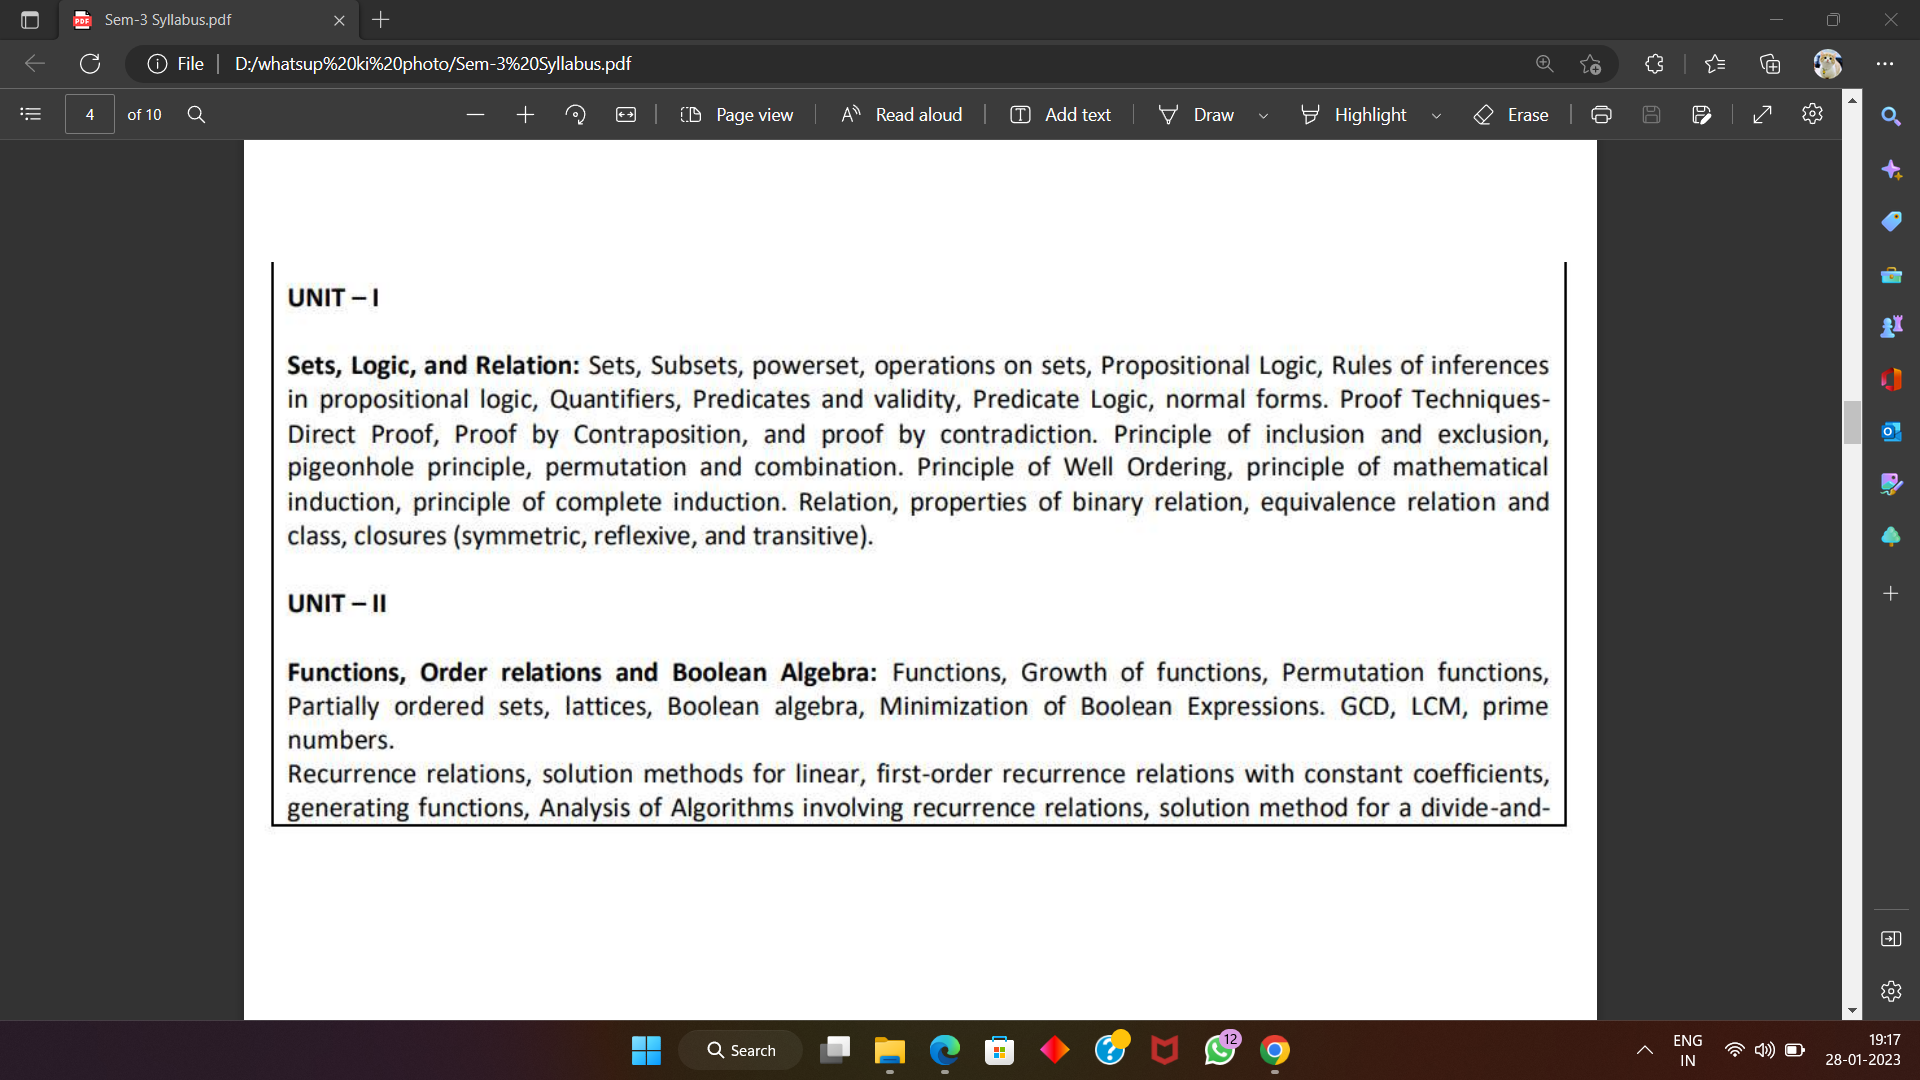 Sem-3 Syllabus.pdf
File
D:/whatsup%20ki%20photo/Sem-3%20Syllabus.pdf
4 of 10
Page view
Read aloud
Add text
Draw
Highlight
Erase
UNIT – I
Sets, Logic, and Relation: Sets, Subsets, powerset, operations on sets, Propositional Logic, Rules of inferences
in propositional logic, Quantifiers, Predicates and validity, Predicate Logic, normal forms. Proof Techniques-
Direct Proof, Proof by Contraposition, and proof by contradiction. Principle of inclusion and exclusion,
pigeonhole principle, permutation and combination. Principle of Well Ordering, principle of mathematical
induction, principle of complete induction. Relation, properties of binary relation, equivalence relation and
class, closures (symmetric, reflexive, and transitive).
UNIT – II
Functions, Order relations and Boolean Algebra: Functions, Growth of functions, Permutation functions,
Partially ordered sets, lattices, Boolean algebra, Minimization of Boolean Expressions. GCD, LCM, prime
numbers.
Recurrence relations, solution methods for linear, first-order recurrence relations with constant coefficients,
generating functions, Analysis of Algorithms involving recurrence relations, solution method for a divide-and-
Search
12
ENG
IN
19:17
28-01-2023